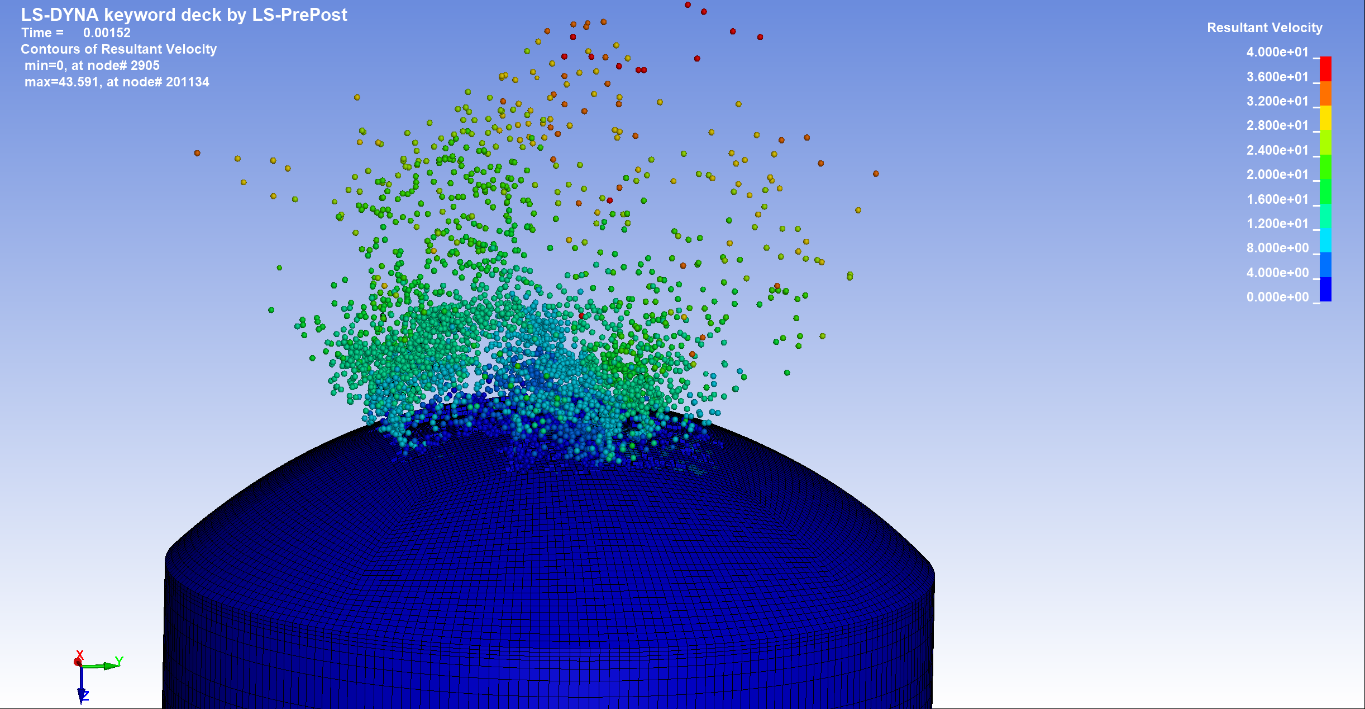 LS-DYNA keyword deck by LS-PrePost
Time =     0.00152
Contours of Resultant Velocity
min=0, at node# 2905
max=43.591, at node# 201134
Resultant Velocity
4.000e+01
3.600e+01
3.200e+01
2.800e+01
2.400e+01
2.000e+01
1.600e+01
1.200e+01
8.000e+00
4.000e+00
0.000e+00
X
Y
Z